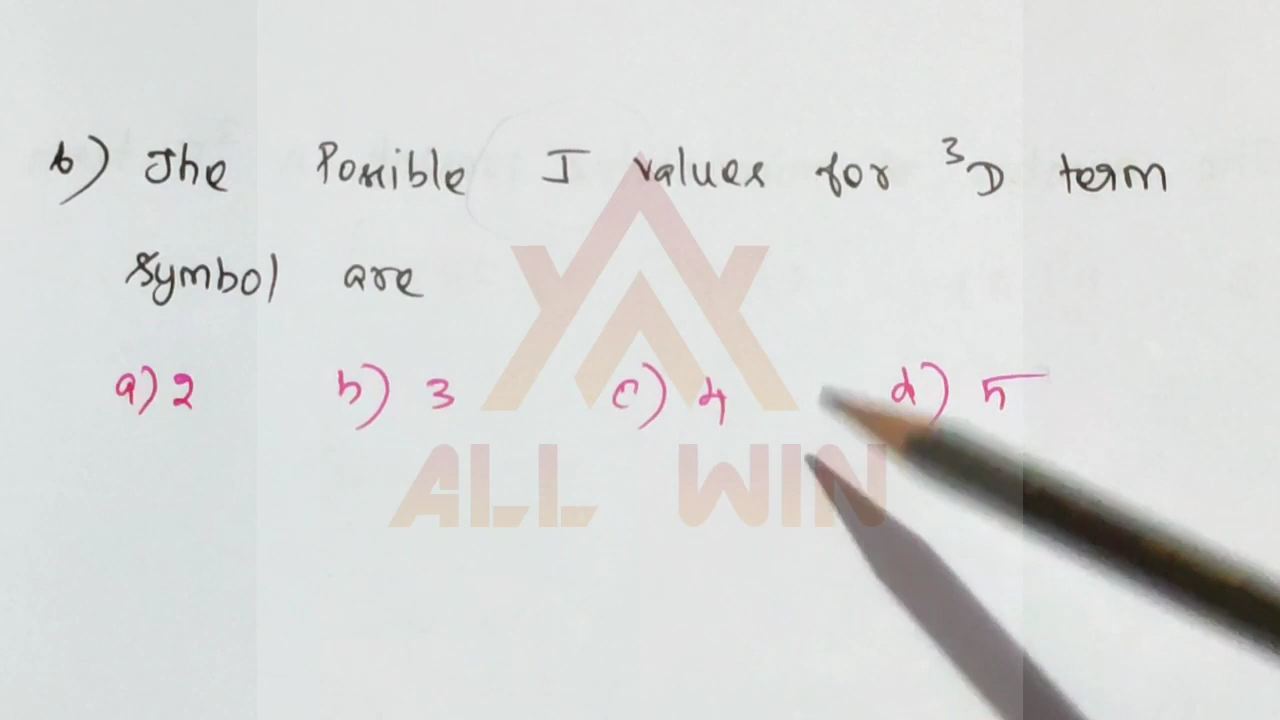 6) The Possible J values for ³D term
symbol are
a) 2 b) 3 c) 4 d) 5
ALL WIN